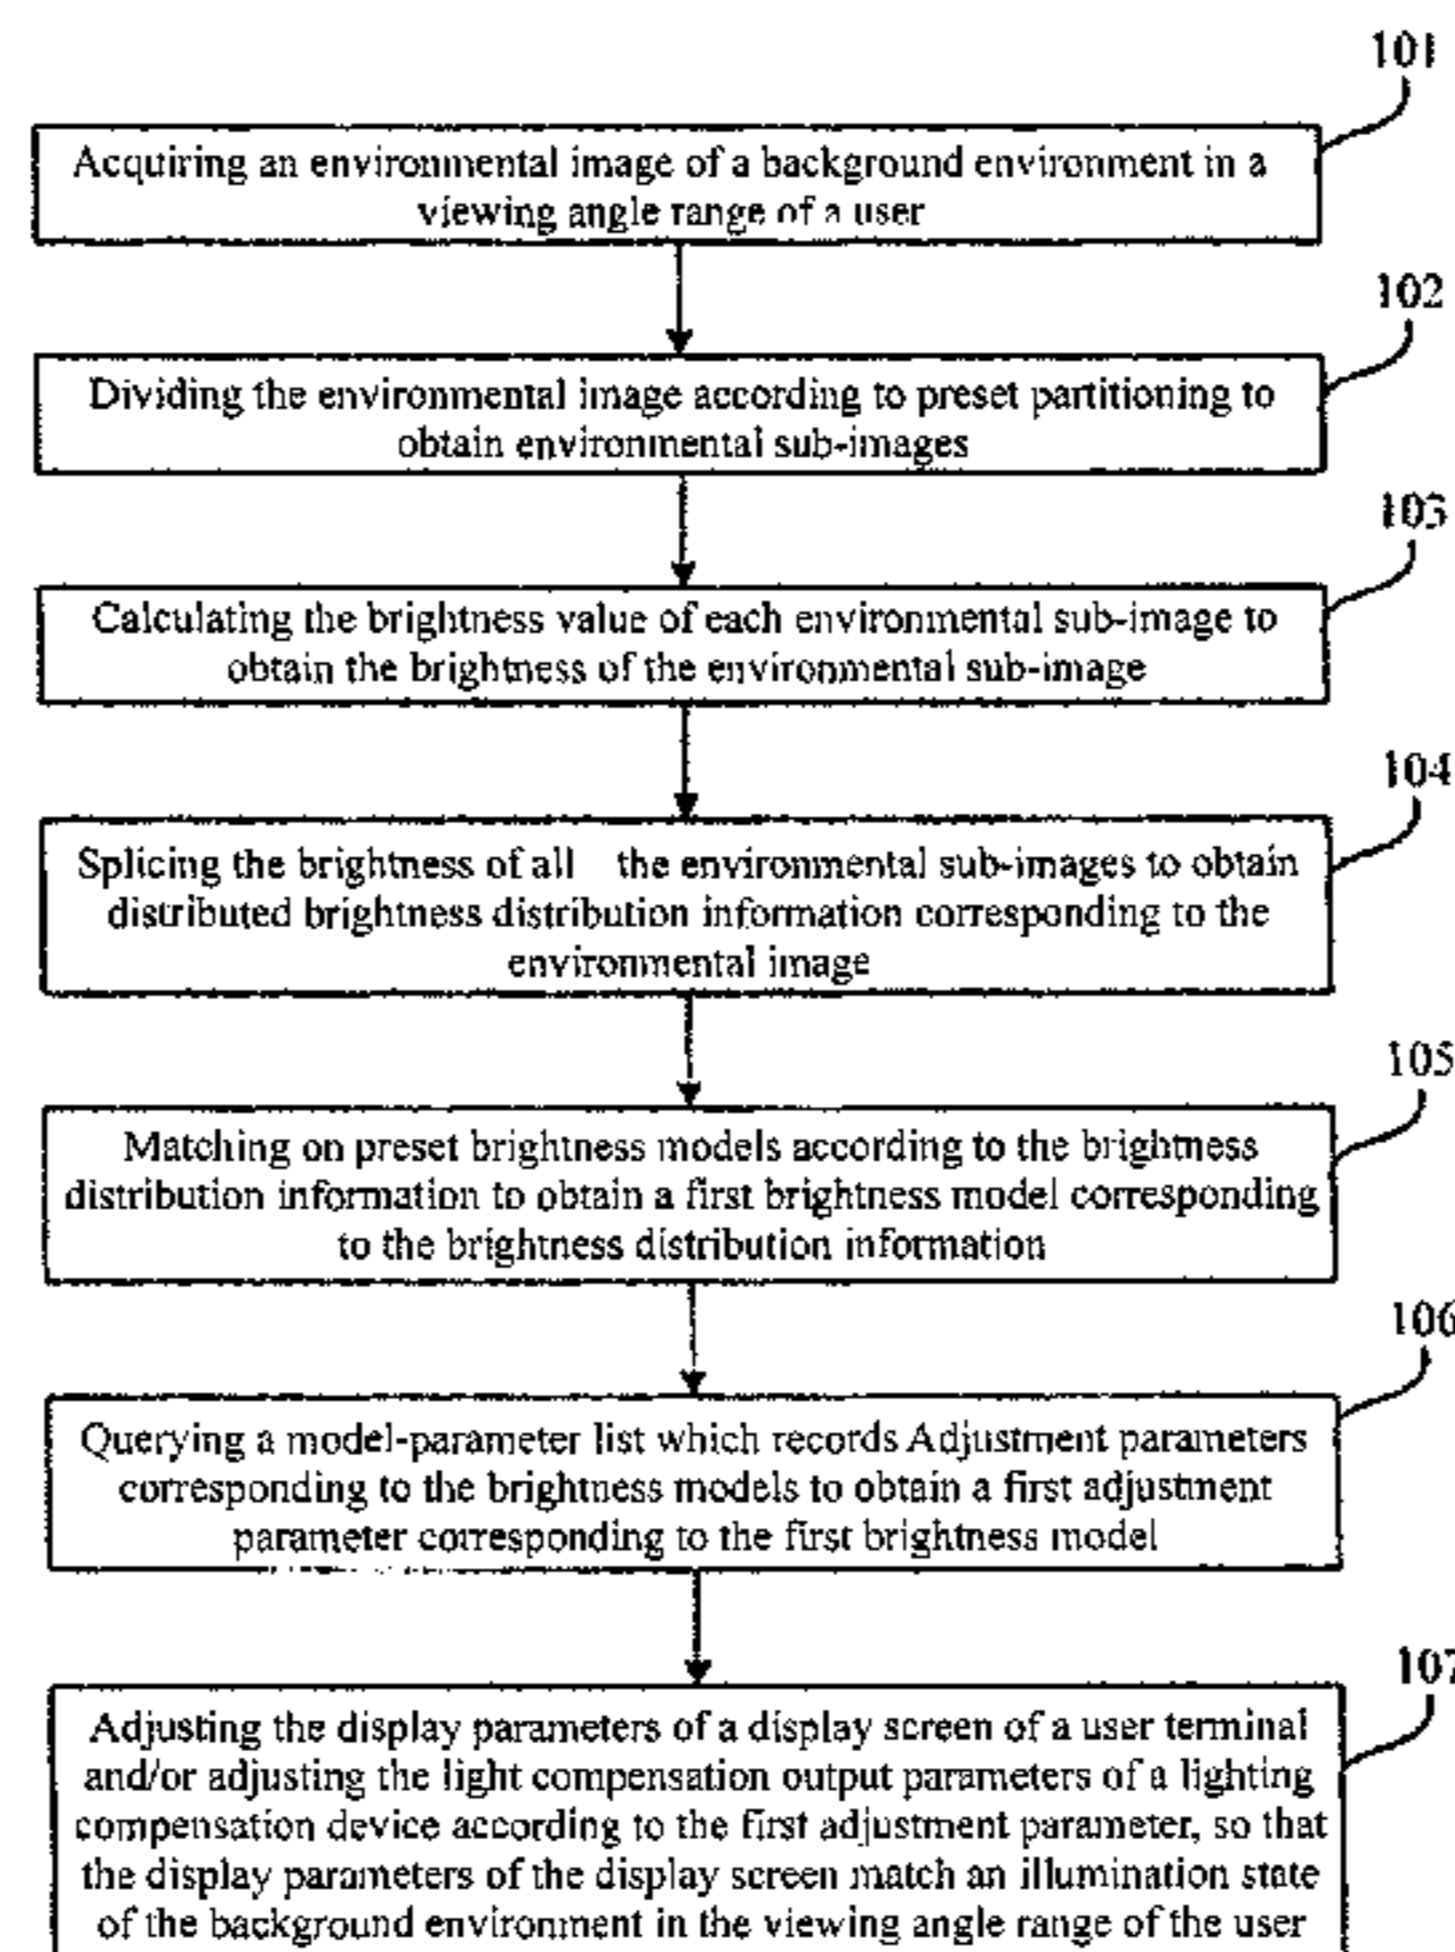 101
Acquiring an environmental image of a background environment in a
viewing angle range of a user
102
Dividing the environmental image according to preset partitioning to
obtain environmental sub-images
103
Calculating the brightness value of each environmental sub-image to
obtain the brightness of the environmental sub-image
104
Splicing the brightness of all the environmental sub-images to obtain
distributed brightness distribution information corresponding to the
environmental image
105
Matching on preset brightness models according to the brightness
distribution information to obtain a first brightness model corresponding
to the brightness distribution information
106
Querying a model-parameter list which records Adjustment parameters
corresponding to the brightness models to obtain a first adjustment
parameter corresponding to the first brightness model
107
Adjusting the display parameters of a display screen of a user terminal
and/or adjusting the light compensation output parameters of a lighting
compensation device according to the first adjustment parameter, so that
the display parameters of the display screen match an illumination state
of the background environment in the viewing angle range of the user